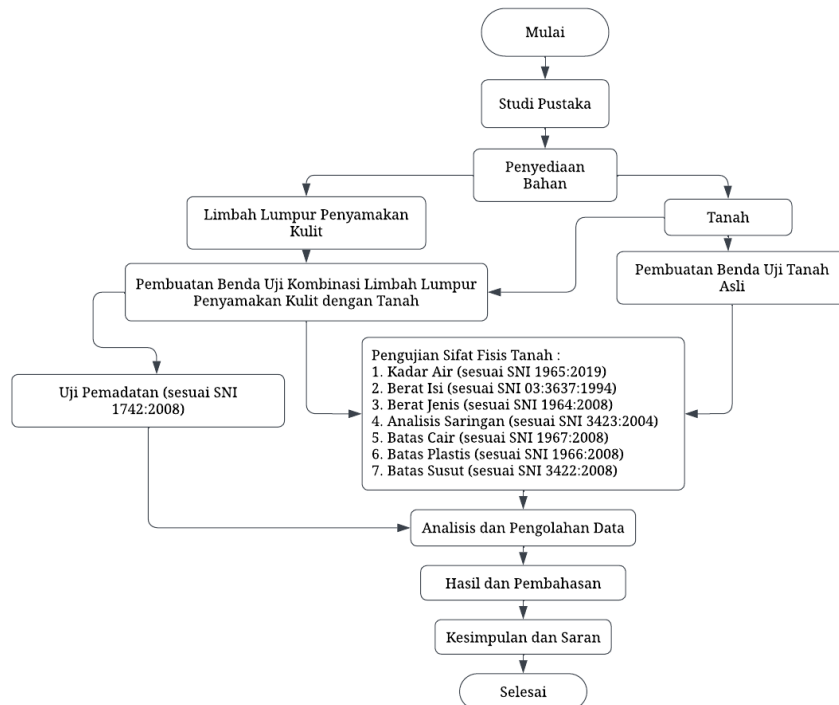 Mulai
Studi Pustaka
Penyediaan
Bahan
Limbah Lumpur Penyamakan
Kulit
Tanah
Pembuatan Benda Uji Kombinasi Limbah Lumpur
Penyamakan Kulit dengan Tanah
Pembuatan Benda Uji Tanah
Asli
Uji Pemadatan (sesuai SNI
1742:2008)
Pengujian Sifat Fisis Tanah :
1. Kadar Air (sesuai SNI 1965:2019)
2. Berat Isi (sesuai SNI 03:3637:1994)
3. Berat Jenis (sesuai SNI 1964:2008)
4. Analisis Saringan (sesuai SNI 3423:2004)
5. Batas Cair (sesuai SNI 1967:2008)
6. Batas Plastis (sesuai SNI 1966:2008)
7. Batas Susut (sesuai SNI 3422:2008)
Analisis dan Pengolahan Data
Hasil dan Pembahasan
Kesimpulan dan Saran
Selesai